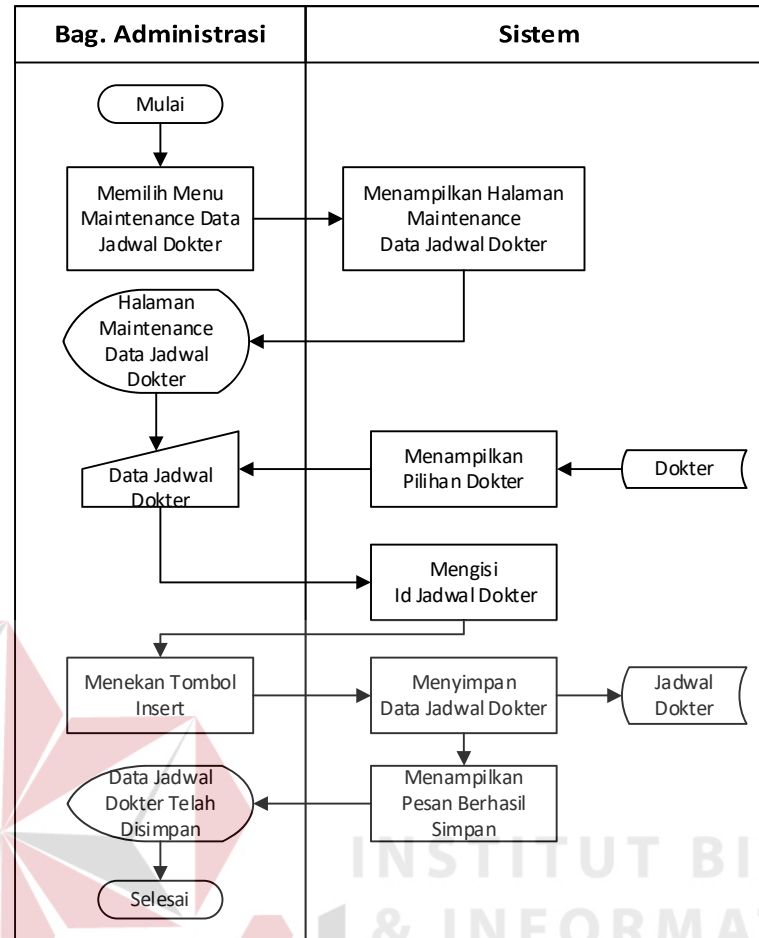 Bag. Administrasi
Sistem
Mulai
Memilih Menu
Maintenance Data
Jadwal Dokter
Menampilkan Halaman
Maintenance
Data Jadwal Dokter
Halaman
Maintenance
Data Jadwal
Dokter
Data Jadwal
Dokter
Menampilkan
Pilihan Dokter
Dokter
Mengisi
Id Jadwal Dokter
Menekan Tombol
Insert
Menyimpan
Data Jadwal Dokter
Jadwal
Dokter
Menampilkan
Pesan Berhasil
Simpan
Data Jadwal
Dokter Telah
Disimpan
Selesai
INSTITUT BI
& INFORMA